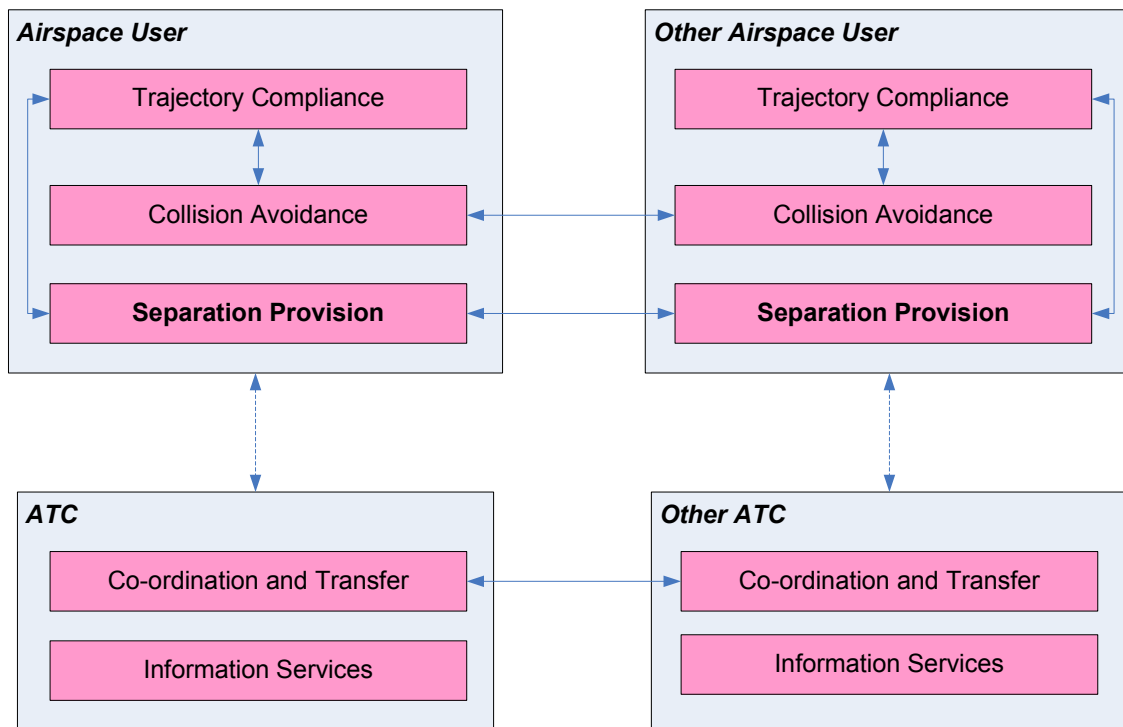 Airspace User
Trajectory Compliance
Collision Avoidance
Separation Provision
Other Airspace User
Trajectory Compliance
Collision Avoidance
Separation Provision
ATC
Co-ordination and Transfer
Information Services
Other ATC
Co-ordination and Transfer
Information Services